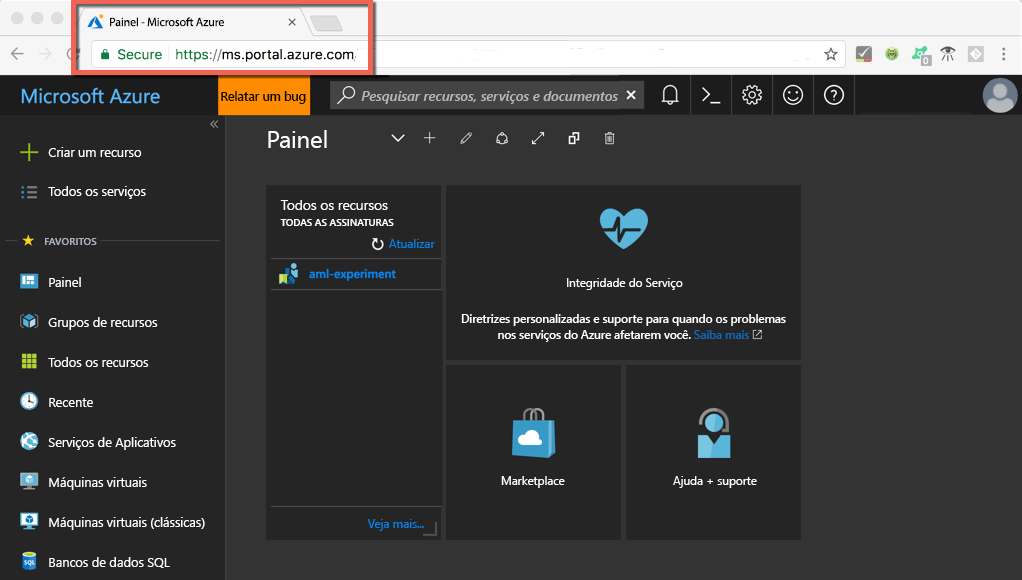 Painel - Microsoft Azure
Secure https://ms.portal.azure.com
Microsoft Azure
Relatar um bug
Pesquisar recursos, serviços e documentos
Criar um recurso
Todos os serviços
FAVORITOS
Painel
Grupos de recursos
Todos os recursos
Recente
Serviços de Aplicativos
Máquinas virtuais
Máquinas virtuais (clássicas)
Bancos de dados SQL
Painel
Todos os recursos
TODAS AS ASSINATURAS
Atualizar
aml-experiment
Veja mais...
Integridade do Serviço
Diretrizes personalizadas e suporte para quando os problemas
nos serviços do Azure afetarem você. Saiba mais
Marketplace
Ajuda + suporte
0
SQL